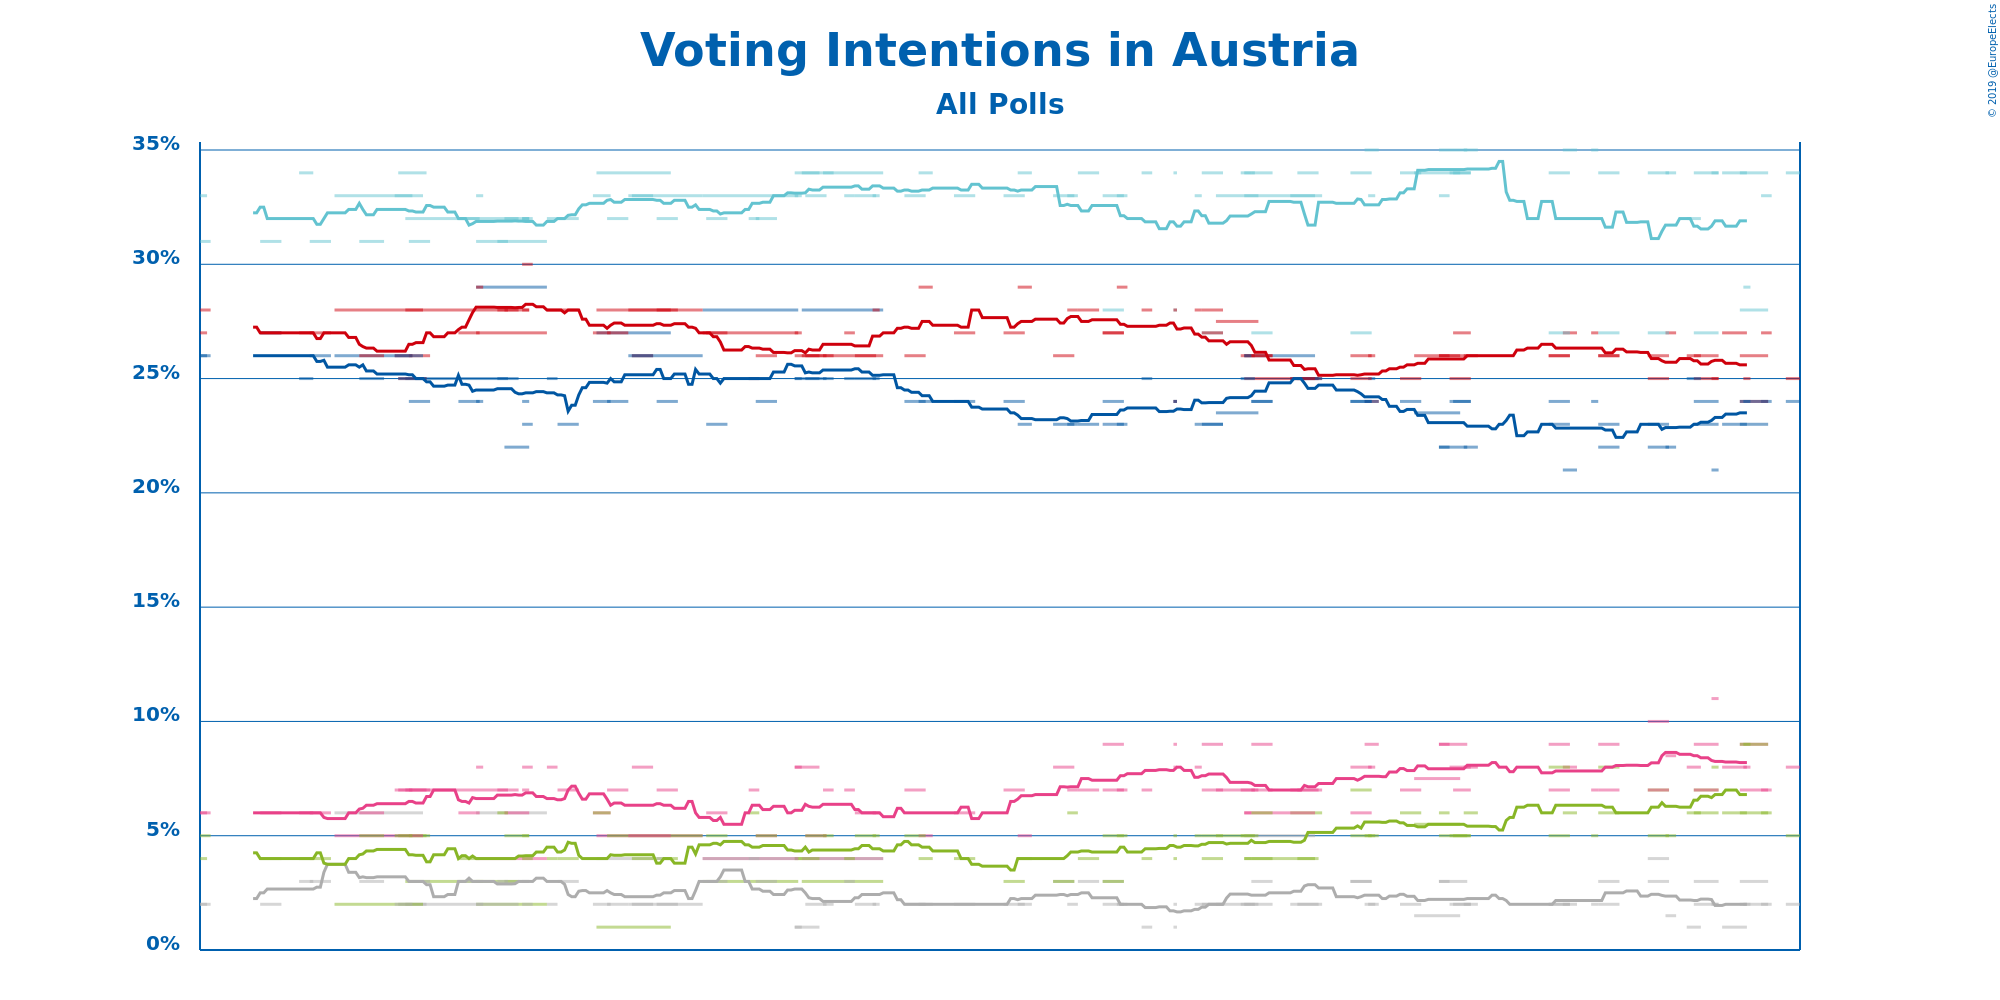 Voting Intentions in Austria
All Polls
© 2019 @EuropeElects
35%
30%
25%
20%
15%
10%
5%
0%